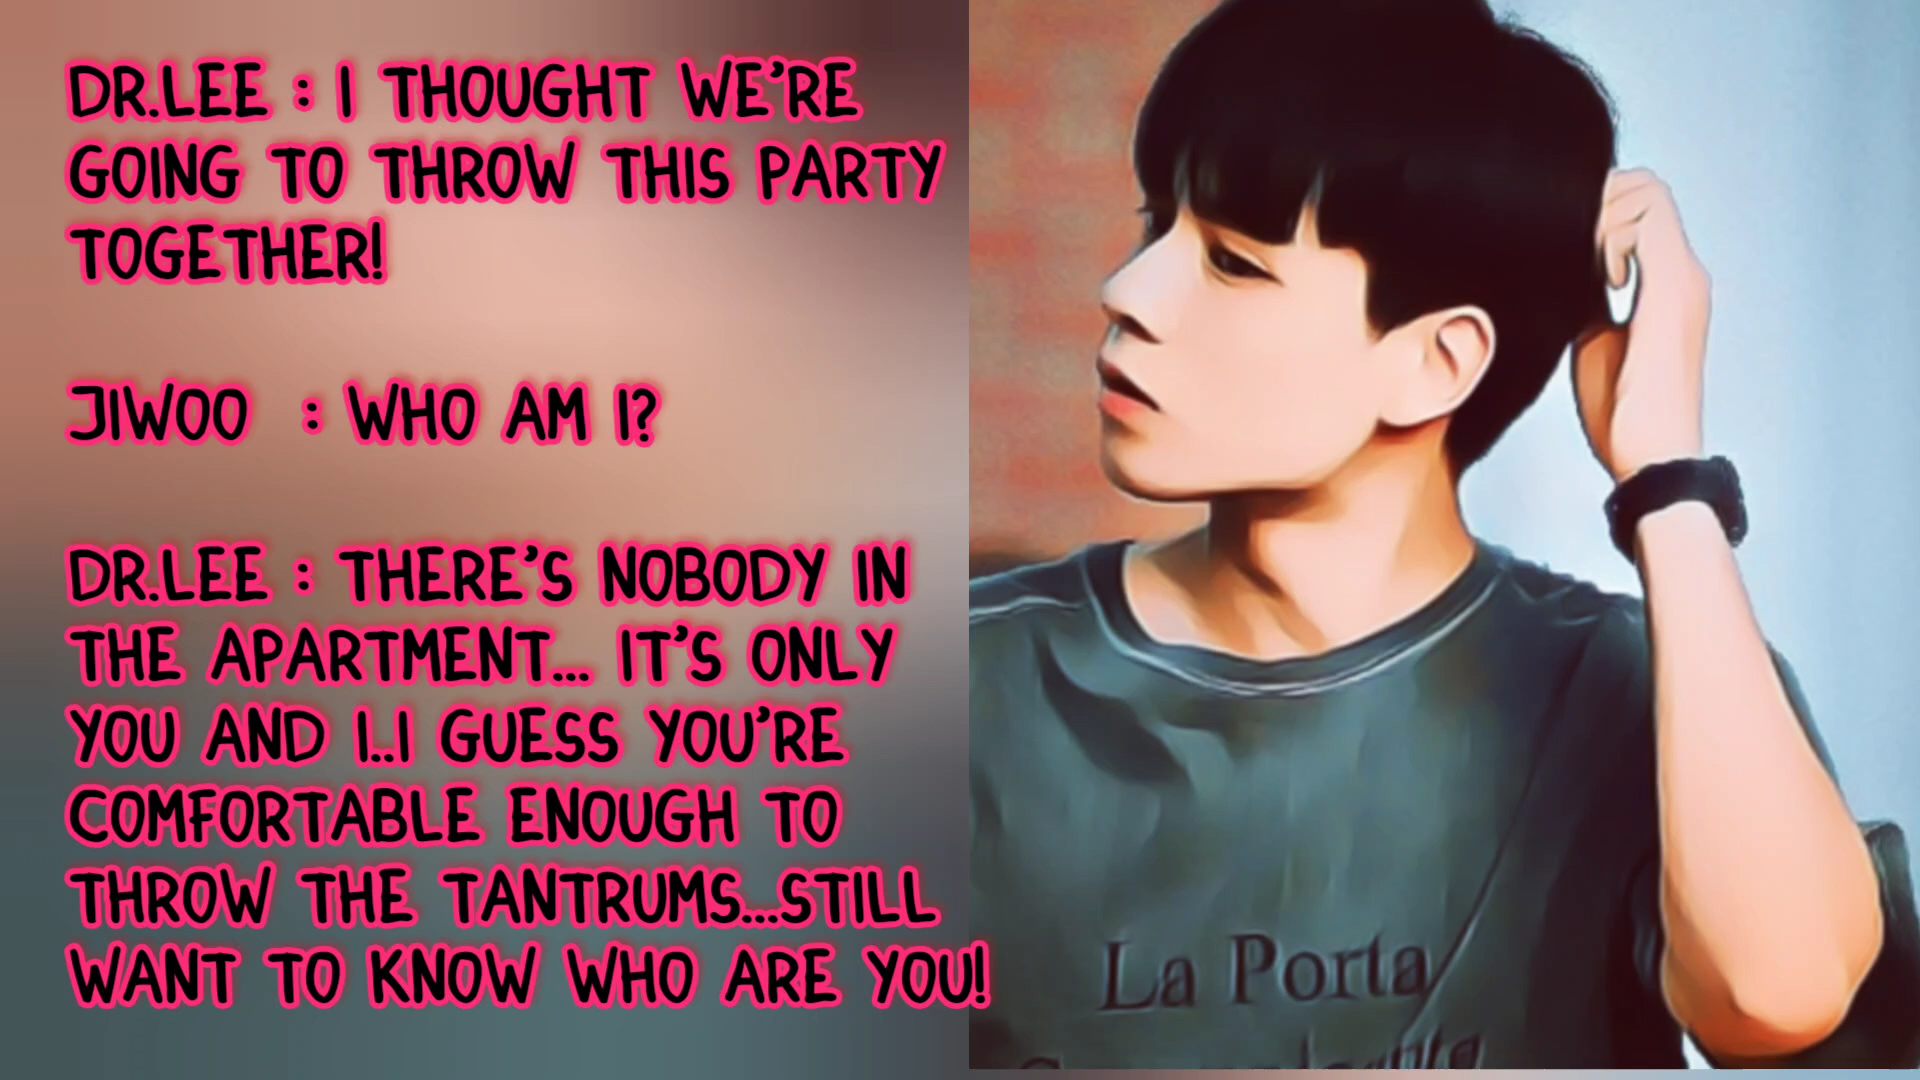 DR.LEE : I THOUGHT WE'RE
GOING TO THROW THIS PARTY
TOGETHER!
JIWOO : WHO AM I?
DR.LEE : THERE'S NOBODY IN
THE APARTMENT... IT'S ONLY
YOU AND I..I GUESS YOU'RE
COMFORTABLE ENOUGH TO
THROW THE TANTRUMS...STILL
WANT TO KNOW WHO ARE YOU!
La Porta